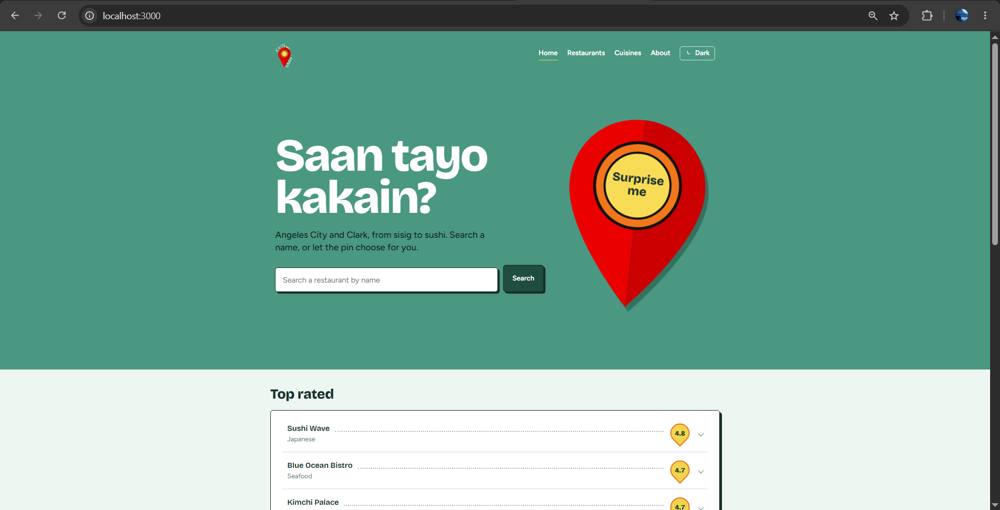 localhost:3000
Home Restaurants Cuisines About Dark
Saan tayo
kakain?
Surprise
me
Angeles City and Clark, from sisig to sushi. Search a
name, or let the pin choose for you.
Search a restaurant by name
Search
Top rated
Sushi Wave
4.8
Japanese
Blue Ocean Bistro
4.7
Seafood
Kimchi Palace
4.7